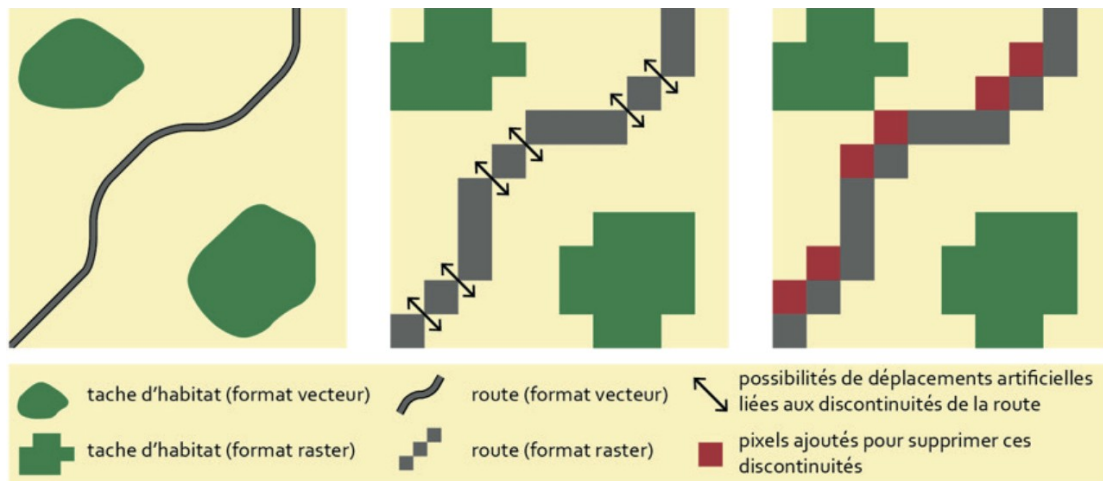 tache d'habitat (format vecteur)
route (format vecteur)
possibilités de déplacements artificielles
liées aux discontinuités de la route
tache d'habitat (format raster)
route (format raster)
pixels ajoutés pour supprimer ces
discontinuités